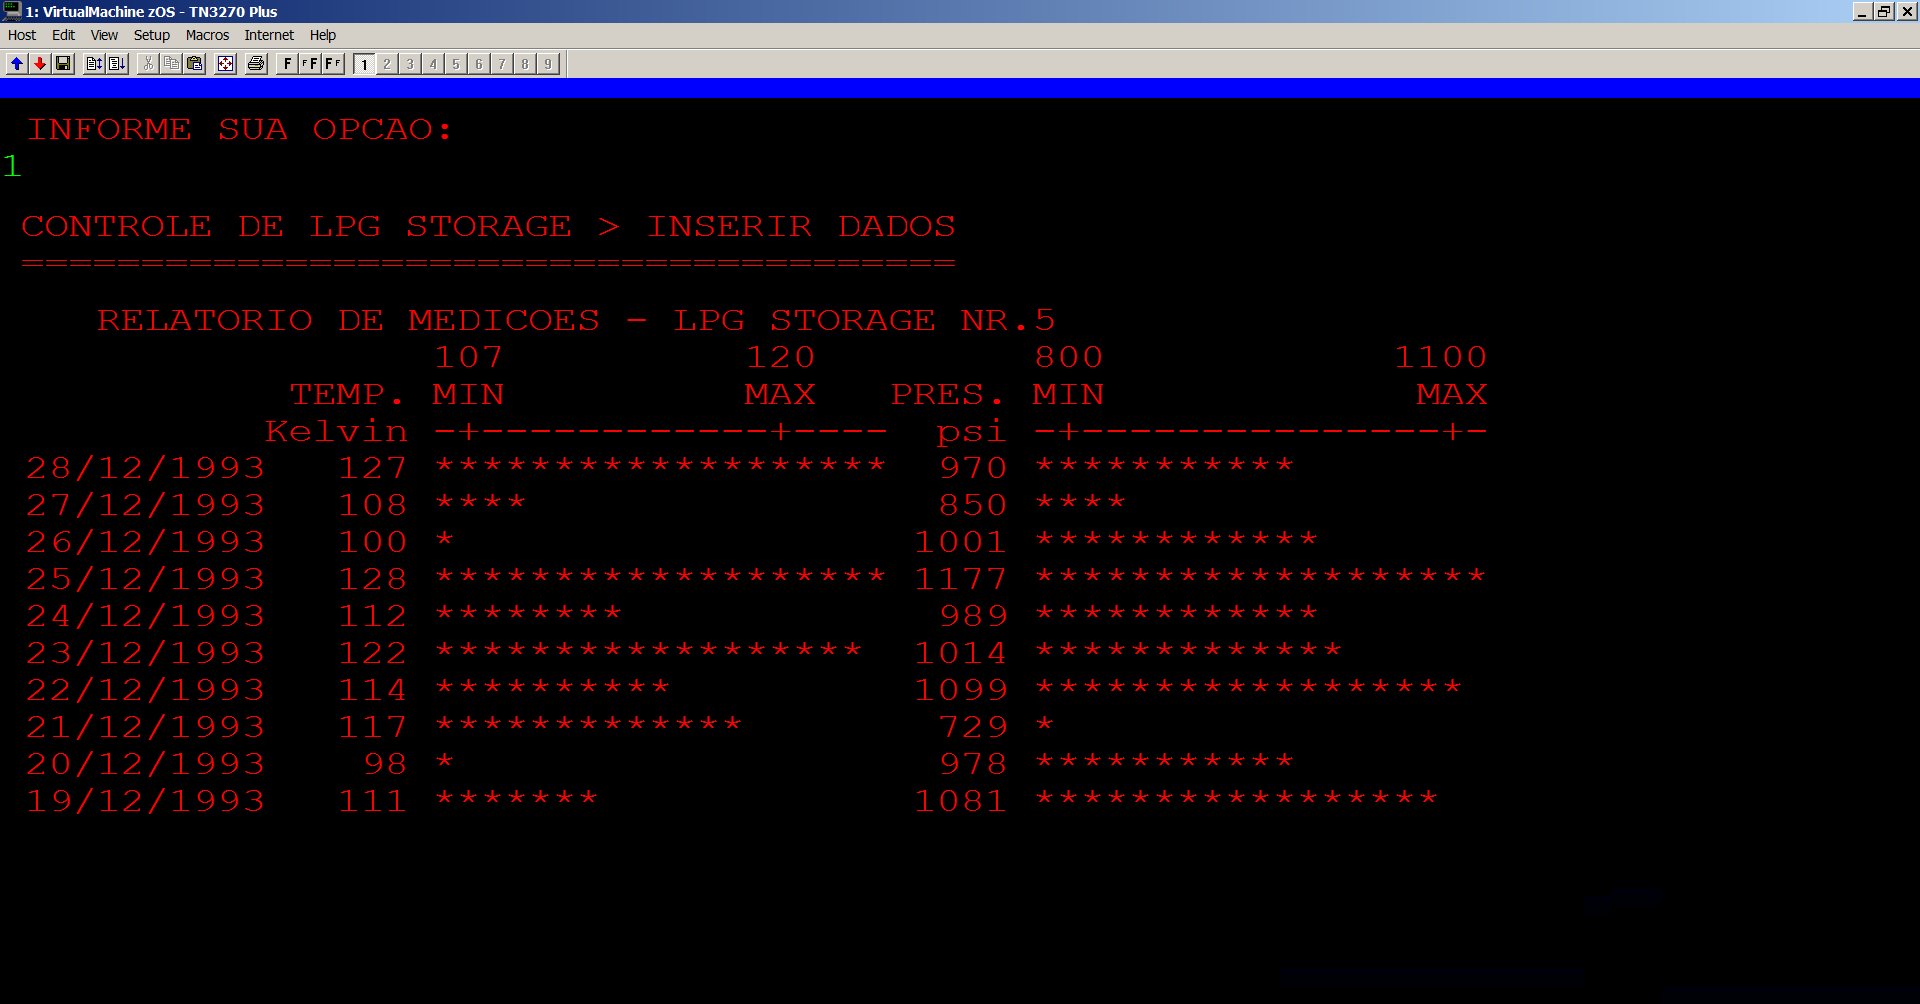 1: VirtualMachine zOS - TN3270 Plus
Host Edit View Setup Macros Internet Help
F FF FF 1 2 3 4 5 6 7 8 9
INFORME SUA OPCAO:
1
CONTROLE DE LPG STORAGE > INSERIR DADOS
=======================================
RELATORIO DE MEDICOES - LPG STORAGE NR.5
107 120 800 1100
TEMP. MIN MAX PRES. MIN MAX
Kelvin -+------------+---- psi -+---------------+-
28/12/1993 127 ******************* 970 ***********
27/12/1993 108 **** 850 ****
26/12/1993 100 * 1001 ************
25/12/1993 128 ******************* 1177 *******************
24/12/1993 112 ******** 989 ************
23/12/1993 122 ****************** 1014 *************
22/12/1993 114 ********** 1099 ******************
21/12/1993 117 ************* 729 *
20/12/1993 98 * 978 ***********
19/12/1993 111 ******* 1081 *****************